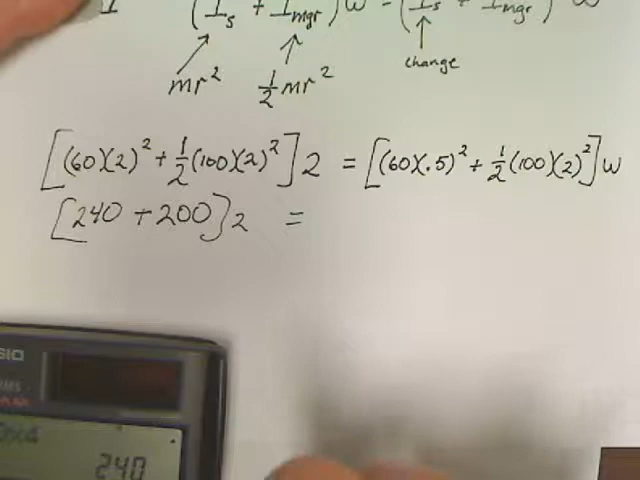 (I_s + I_mgr) ω = (I_s + I_mgr) ω
change
mr² ½mr²
[(60)(2)² + ½(100)(2)²] 2 = [(60)(.5)² + ½(100)(2)²] ω
[240 + 200] 2 =
240